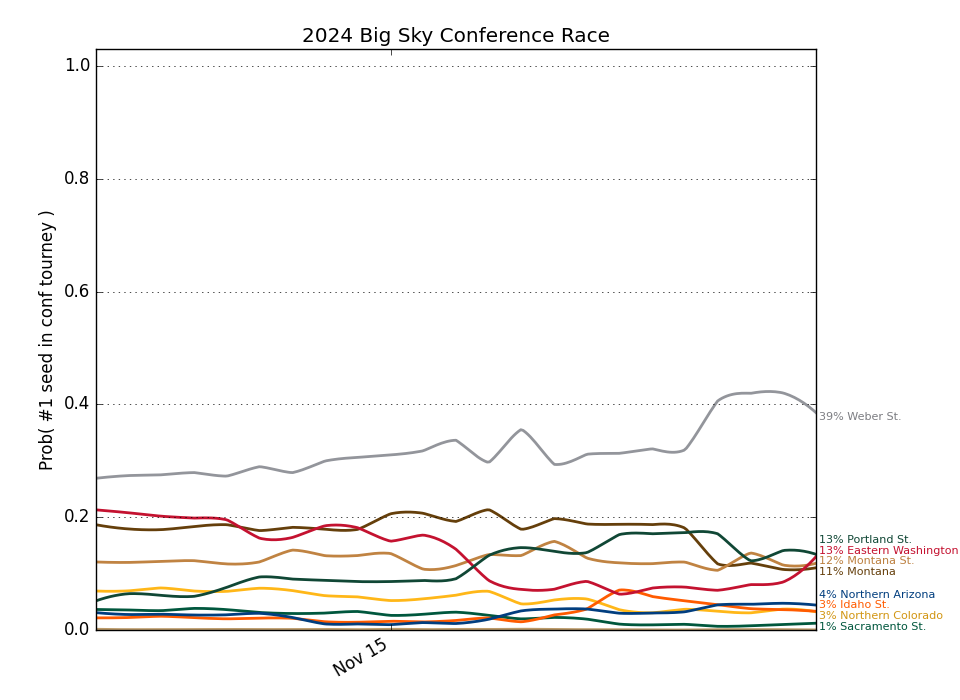 2024 Big Sky Conference Race
Prob( #1 seed in conf tourney )
1.0
0.8
0.6
0.4
0.2
0.0
Nov 15
39% Weber St.
13% Portland St.
13% Eastern Washington
12% Montana St.
11% Montana
4% Northern Arizona
3% Idaho St.
3% Northern Colorado
1% Sacramento St.